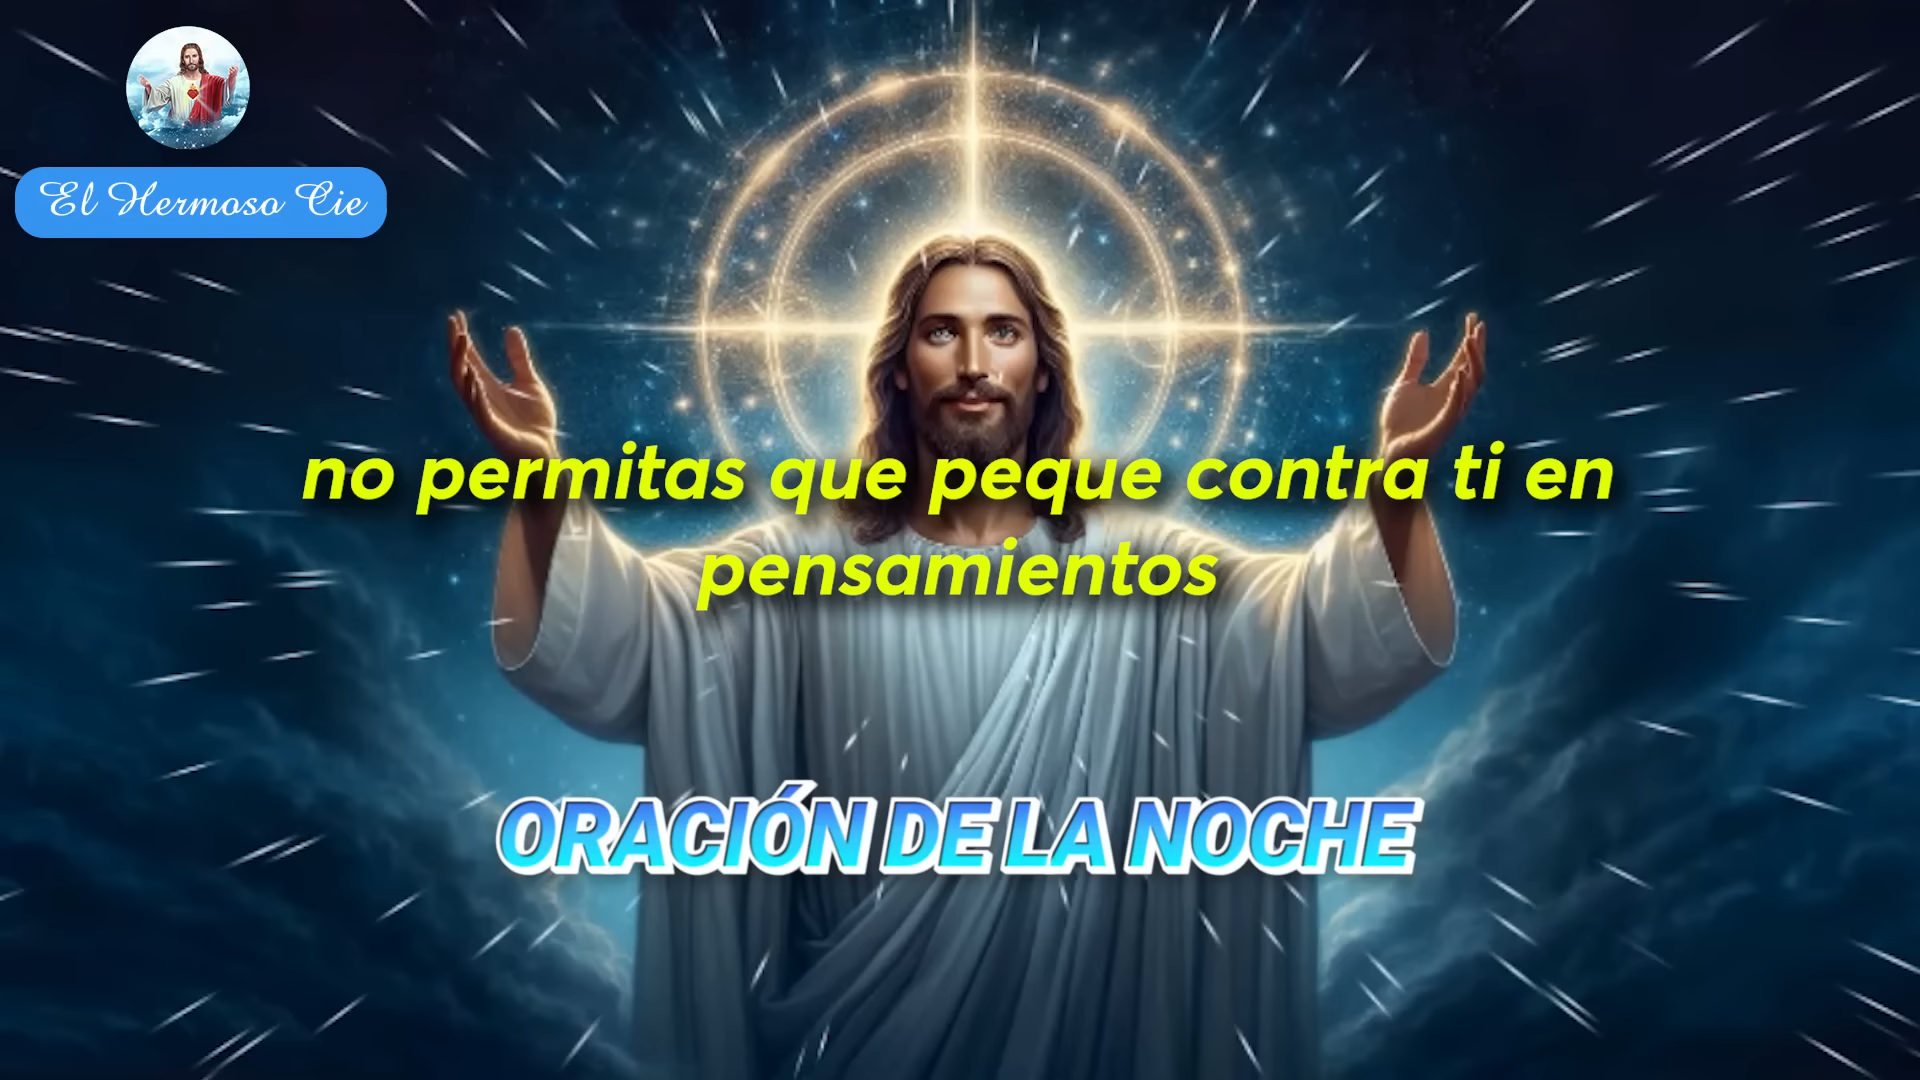 El Hermoso Cie
no permitas que peque contra ti en
pensamientos
ORACIÓN DE LA NOCHE